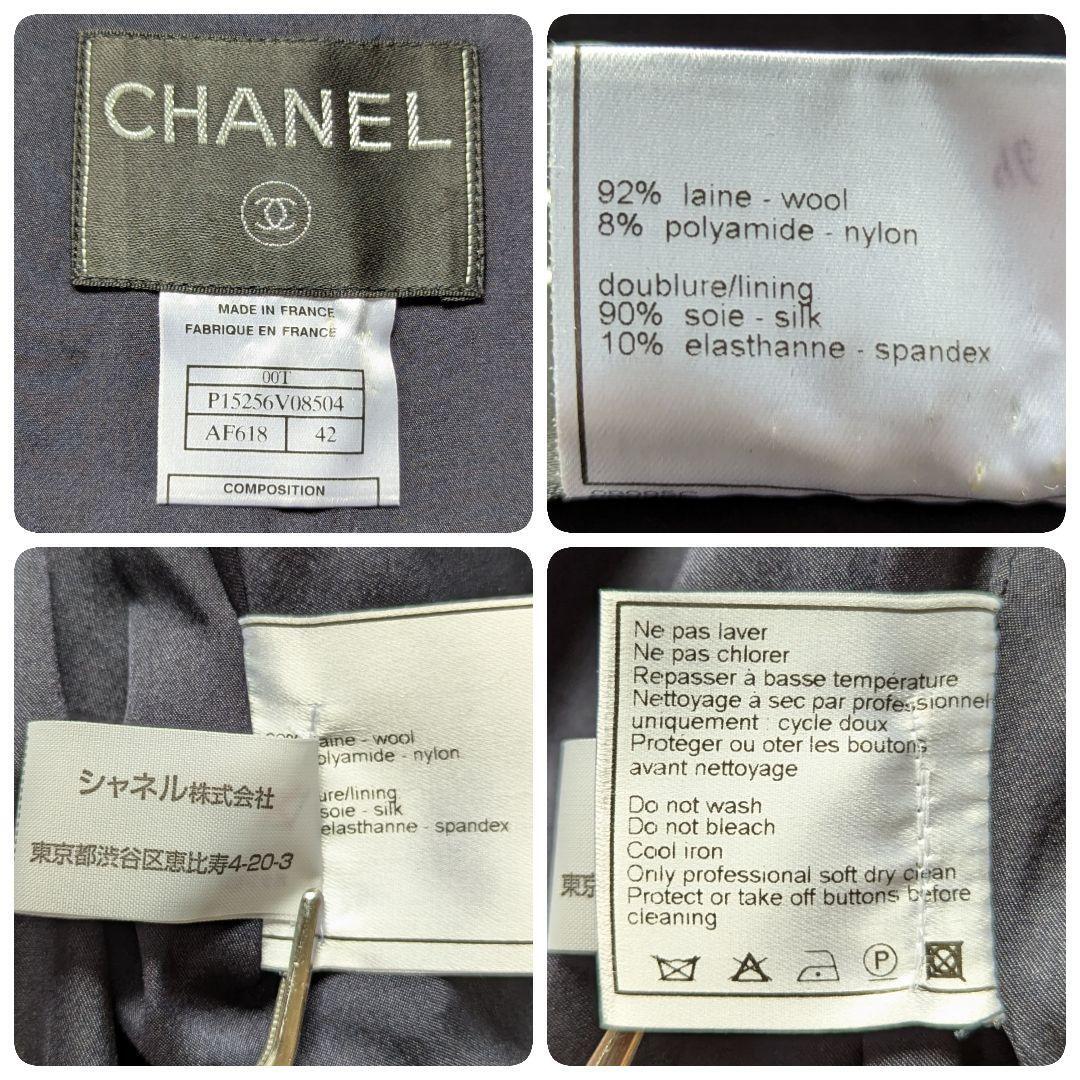 CHANEL
MADE IN FRANCE
FABRIQUE EN FRANCE
00T
P15256V08504
AF618 42
COMPOSITION
92% laine - wool
8% polyamide - nylon
doublure/lining
90% soie - silk
10% elasthanne - spandex
シャネル株式会社
東京都渋谷区恵比寿4-20-3
laine - wool
olyamide - nylon
ure/lining
soie - silk
elasthanne - spandex
Ne pas laver
Ne pas chlorer
Repasser à basse température
Nettoyage à sec par professionnel
uniquement : cycle doux
Protéger ou oter les boutons
avant nettoyage
Do not wash
Do not bleach
Cool iron
Only professional soft dry clean
Protect or take off buttons before
cleaning
P
東京